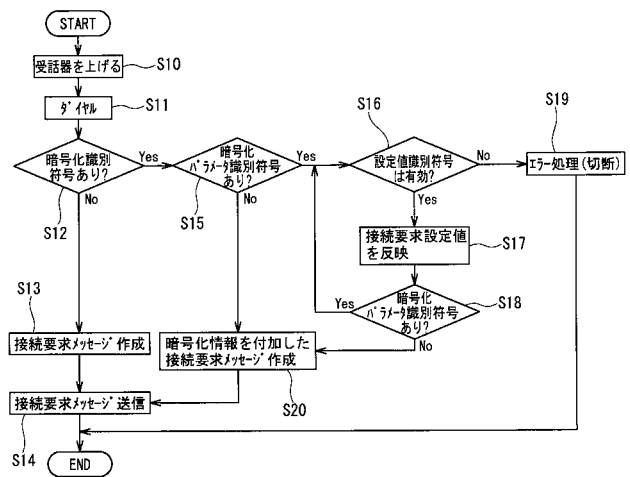 START
受話器を上げる
S10
ダイヤル
S11
暗号化識別
符号あり?
Yes
No
S12
暗号化
パラメータ識別符号
あり?
Yes
No
S15
S16
設定値識別符号
は有効?
No
Yes
S19
エラー処理(切断)
接続要求設定値
を反映
S17
暗号化
パラメータ識別符号
あり?
Yes
No
S18
S13
接続要求メッセージ作成
暗号化情報を付加した
接続要求メッセージ作成
S20
接続要求メッセージ送信
S14
END